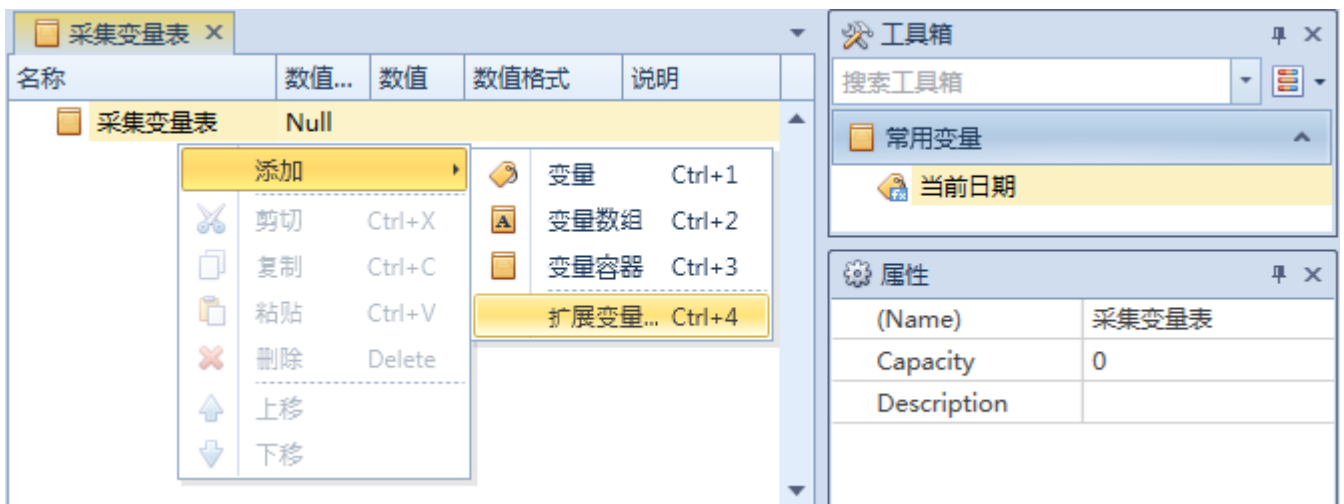 采集变量表
名称 数值... 数值 数值格式 说明
采集变量表 Null
添加
剪切 Ctrl+X
复制 Ctrl+C
粘贴 Ctrl+V
删除 Delete
上移
下移
变量 Ctrl+1
A 变量数组 Ctrl+2
变量容器 Ctrl+3
扩展变量... Ctrl+4
工具箱
搜索工具箱
常用变量
fx 当前日期
属性
(Name) 采集变量表
Capacity 0
Description